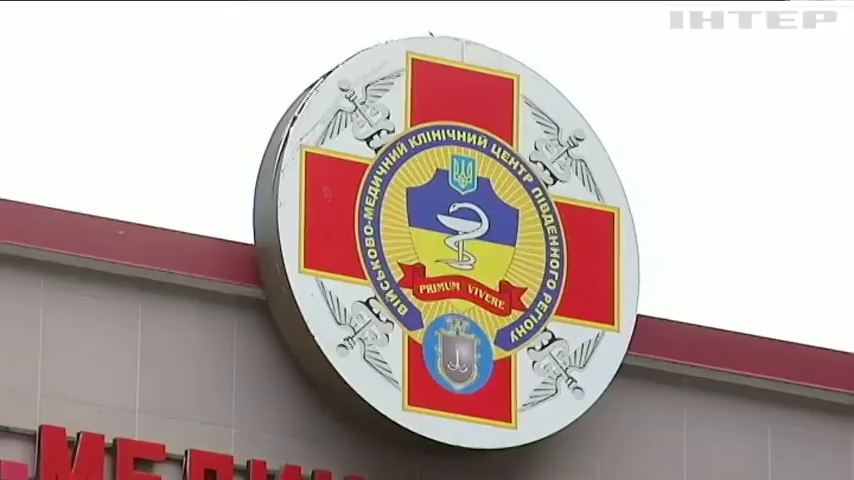 ІНТЕР
ВІЙСЬКОВО-МЕДИЧНИЙ КЛІНІЧНИЙ ЦЕНТР ПІВДЕННОГО РЕГІОНУ
PRIMUM VIVERE